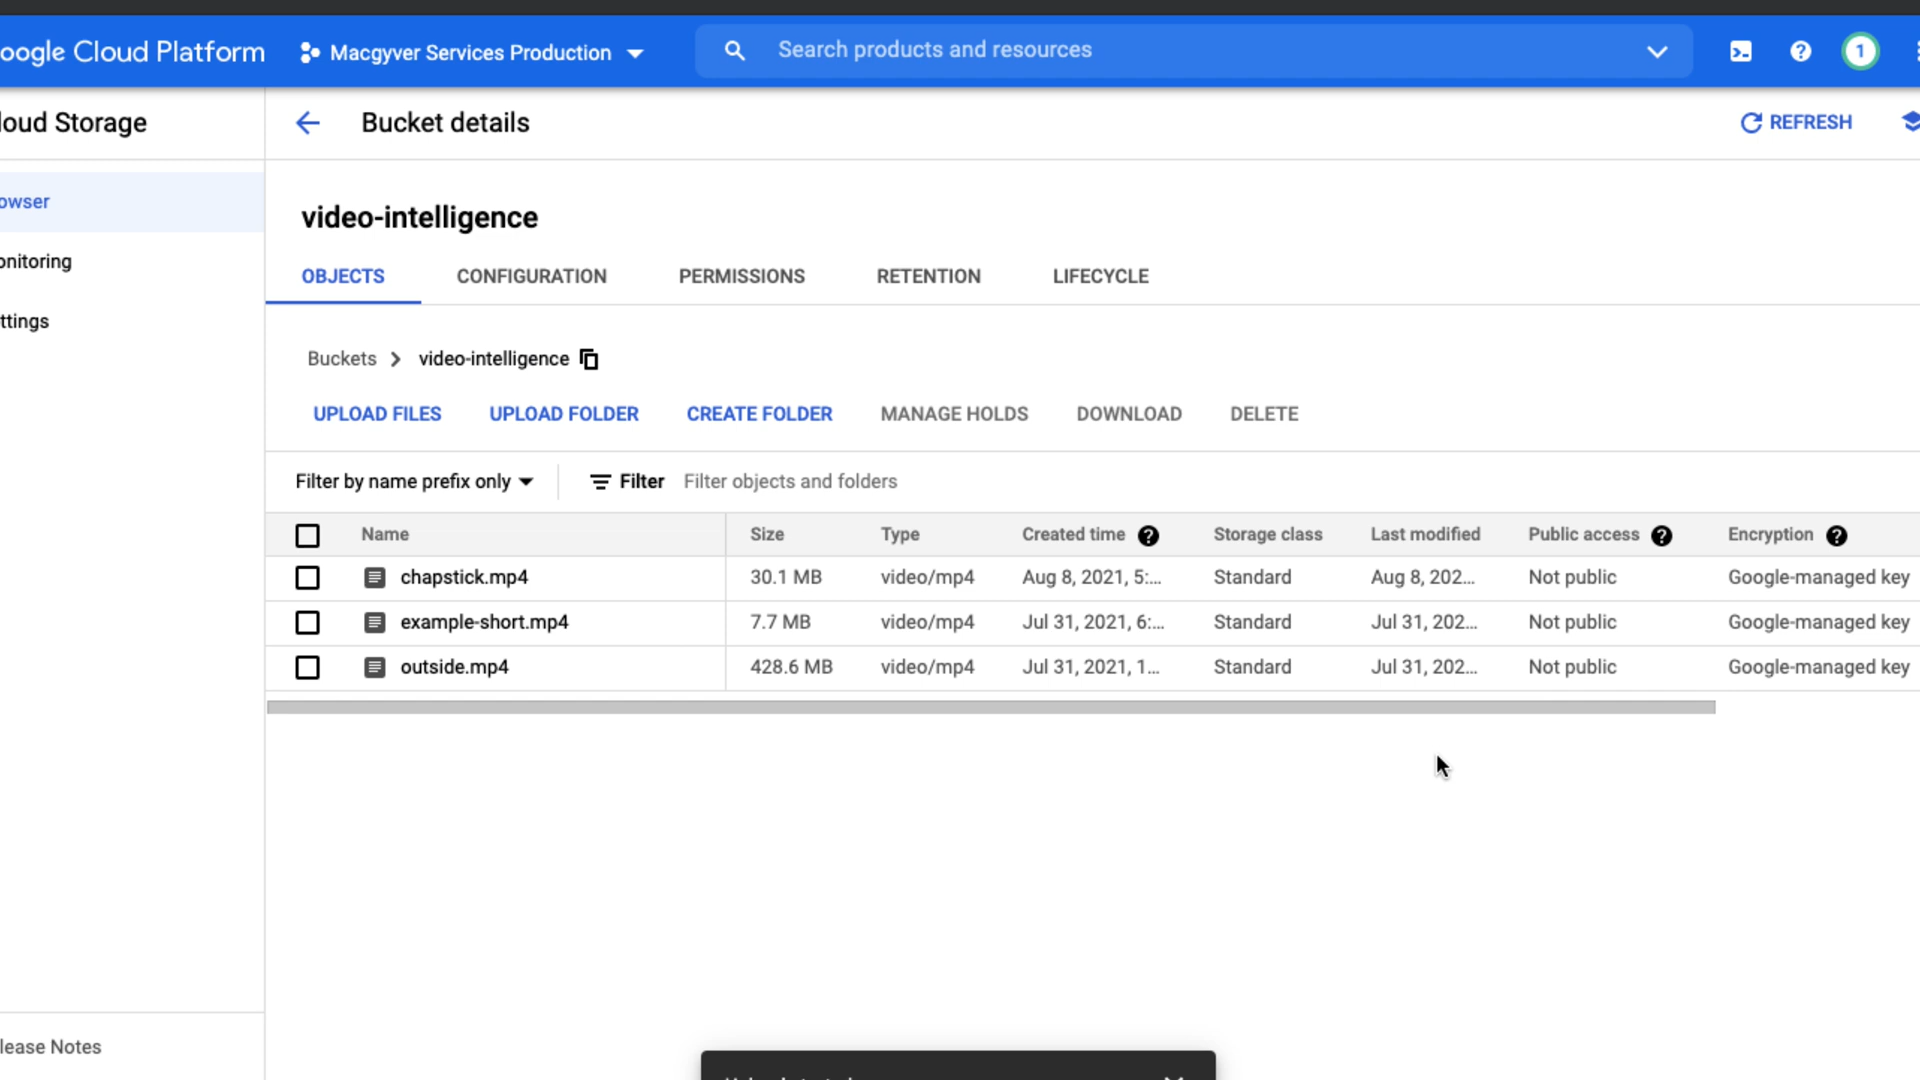 oogle Cloud Platform
Macgyver Services Production
Search products and resources
1
loud Storage
Bucket details
REFRESH
owser
onitoring
ttings
video-intelligence
OBJECTS CONFIGURATION PERMISSIONS RETENTION LIFECYCLE
Buckets > video-intelligence
UPLOAD FILES UPLOAD FOLDER CREATE FOLDER MANAGE HOLDS DOWNLOAD DELETE
Filter by name prefix only Filter Filter objects and folders
Name Size Type Created time Storage class Last modified Public access Encryption
chapstick.mp4 30.1 MB video/mp4 Aug 8, 2021, 5:... Standard Aug 8, 202... Not public Google-managed key
example-short.mp4 7.7 MB video/mp4 Jul 31, 2021, 6:... Standard Jul 31, 202... Not public Google-managed key
outside.mp4 428.6 MB video/mp4 Jul 31, 2021, 1... Standard Jul 31, 202... Not public Google-managed key
lease Notes